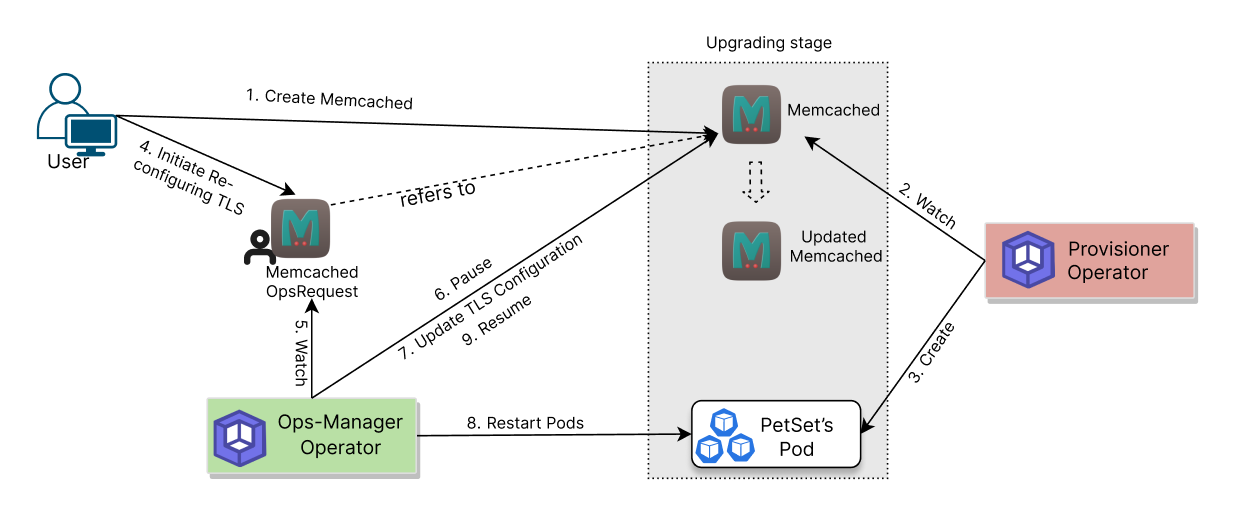 Upgrading stage
1. Create Memcached
Memcached
User
4. Initiate Re-
configuring TLS
refers to
2. Watch
Updated
Memcached
Provisioner
Operator
Memcached
OpsRequest
6. Pause
7. Update TLS Configuration
9. Resume
5. Watch
3. Create
Ops-Manager
Operator
8. Restart Pods
PetSet's
Pod